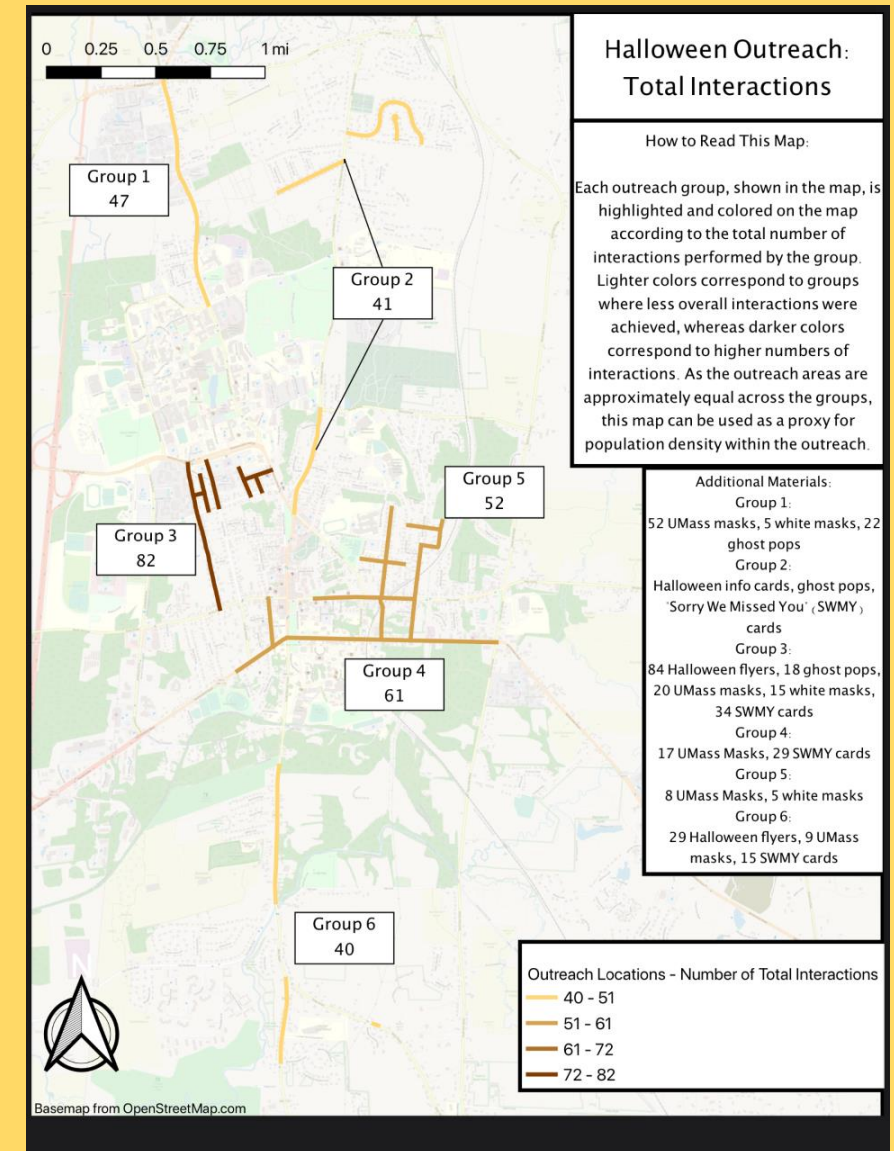 0 0.25 0.5 0.75 1 mi
Halloween Outreach:
Total Interactions
How to Read This Map:
Each outreach group, shown in the map, is
highlighted and colored on the map
according to the total number of
interactions performed by the group.
Lighter colors correspond to groups
where less overall interactions were
achieved, whereas darker colors
correspond to higher numbers of
interactions. As the outreach areas are
approximately equal across the groups,
this map can be used as a proxy for
population density within the outreach.
Group 1
47
Group 2
41
Group 5
52
Group 3
82
Group 4
61
Group 6
40
Additional Materials:
Group 1:
52 UMass masks, 5 white masks, 22
ghost pops
Group 2:
Halloween info cards, ghost pops,
'Sorry We Missed You' (SWMY)
cards
Group 3:
84 Halloween flyers, 18 ghost pops,
20 UMass masks, 15 white masks,
34 SWMY cards
Group 4:
17 UMass Masks, 29 SWMY cards
Group 5:
8 UMass Masks, 5 white masks
Group 6:
29 Halloween flyers, 9 UMass
masks, 15 SWMY cards
Outreach Locations - Number of Total Interactions
40 - 51
51 - 61
61 - 72
72 - 82
N
Basemap from OpenStreetMap.com